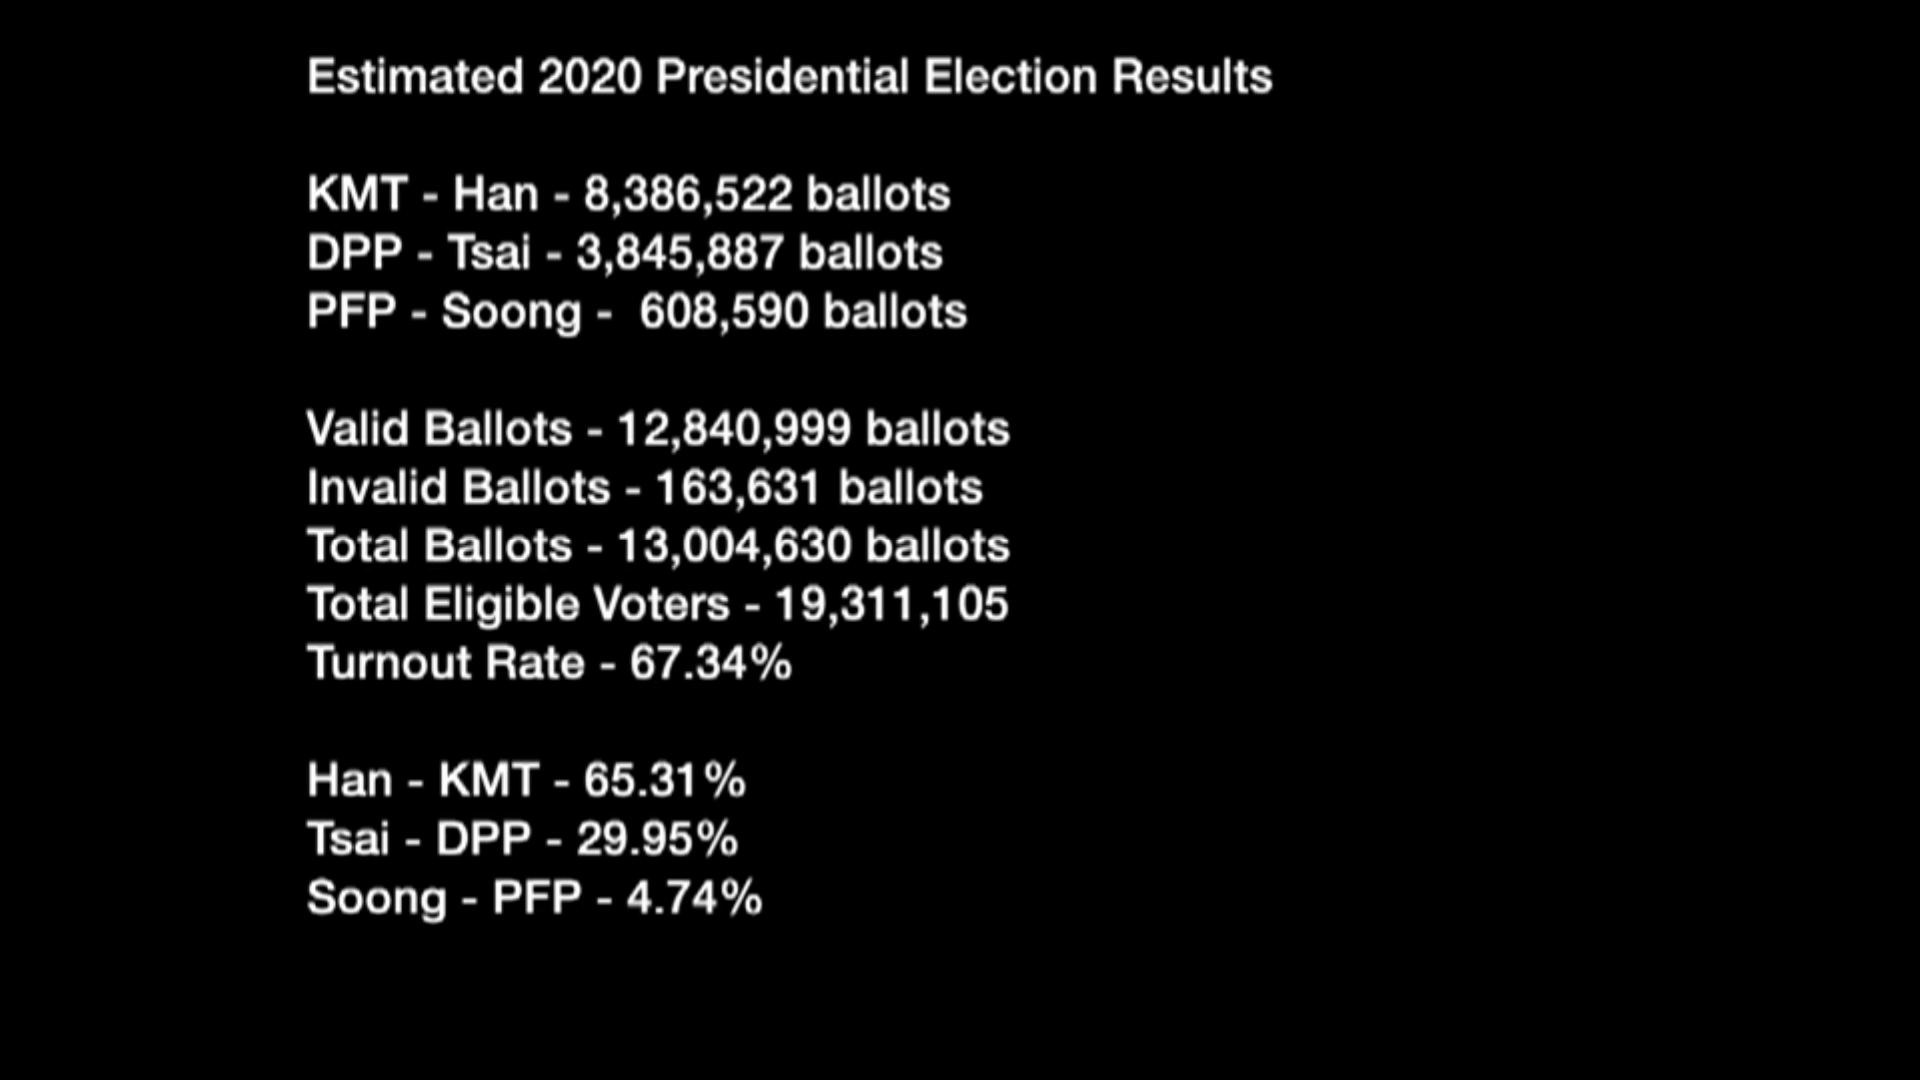 Estimated 2020 Presidential Election Results
KMT - Han - 8,386,522 ballots
DPP - Tsai - 3,845,887 ballots
PFP - Soong - 608,590 ballots
Valid Ballots - 12,840,999 ballots
Invalid Ballots - 163,631 ballots
Total Ballots - 13,004,630 ballots
Total Eligible Voters - 19,311,105
Turnout Rate - 67.34%
Han - KMT - 65.31%
Tsai - DPP - 29.95%
Soong - PFP - 4.74%